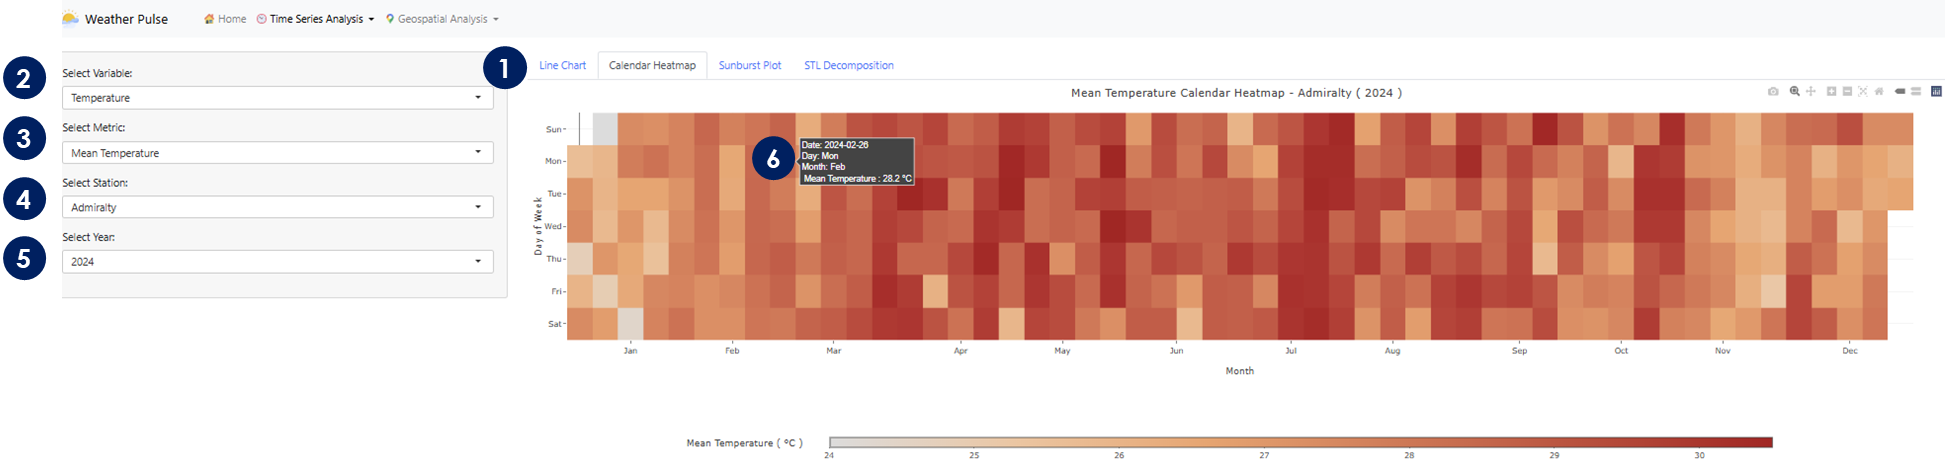 Weather Pulse
Home Time Series Analysis Geospatial Analysis
2
Select Variable:
Temperature
3
Select Metric:
Mean Temperature
4
Select Station:
Admiralty
5
Select Year:
2024
1
Line Chart Calendar Heatmap Sunburst Plot STL Decomposition
Mean Temperature Calendar Heatmap - Admiralty ( 2024 )
Day of Week
Sun
Mon
Tue
Wed
Thu
Fri
Sat
6
Date: 2024-02-26
Day: Mon
Month: Feb
Mean Temperature : 28.2 °C
Jan Feb Mar Apr May Jun Jul Aug Sep Oct Nov Dec
Month
Mean Temperature ( °C )
24 25 26 27 28 29 30